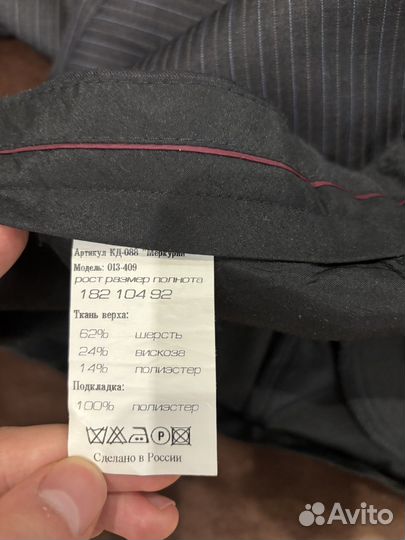 Артикул КД-088 "Меркурий"
Модель: 013-409
рост размер полнота
182 104 92
Ткань верха:
62% шерсть
24% вискоза
14% полиэстер
Подкладка:
100% полиэстер
P
Сделано в России
Avito